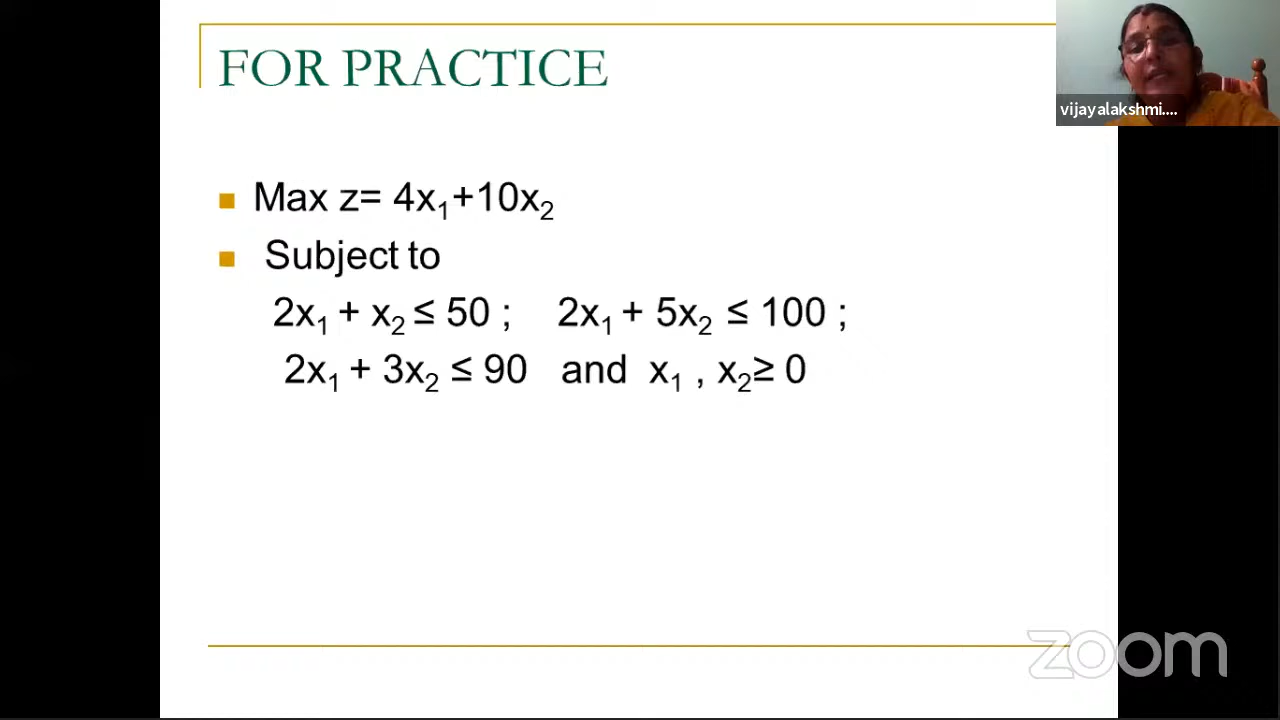 FOR PRACTICE
vijayalakshmi....
Max z= 4x₁+10x₂
Subject to
2x₁ + x₂ ≤ 50 ; 2x₁ + 5x₂ ≤ 100 ;
2x₁ + 3x₂ ≤ 90 and x₁ , x₂≥ 0
zoom